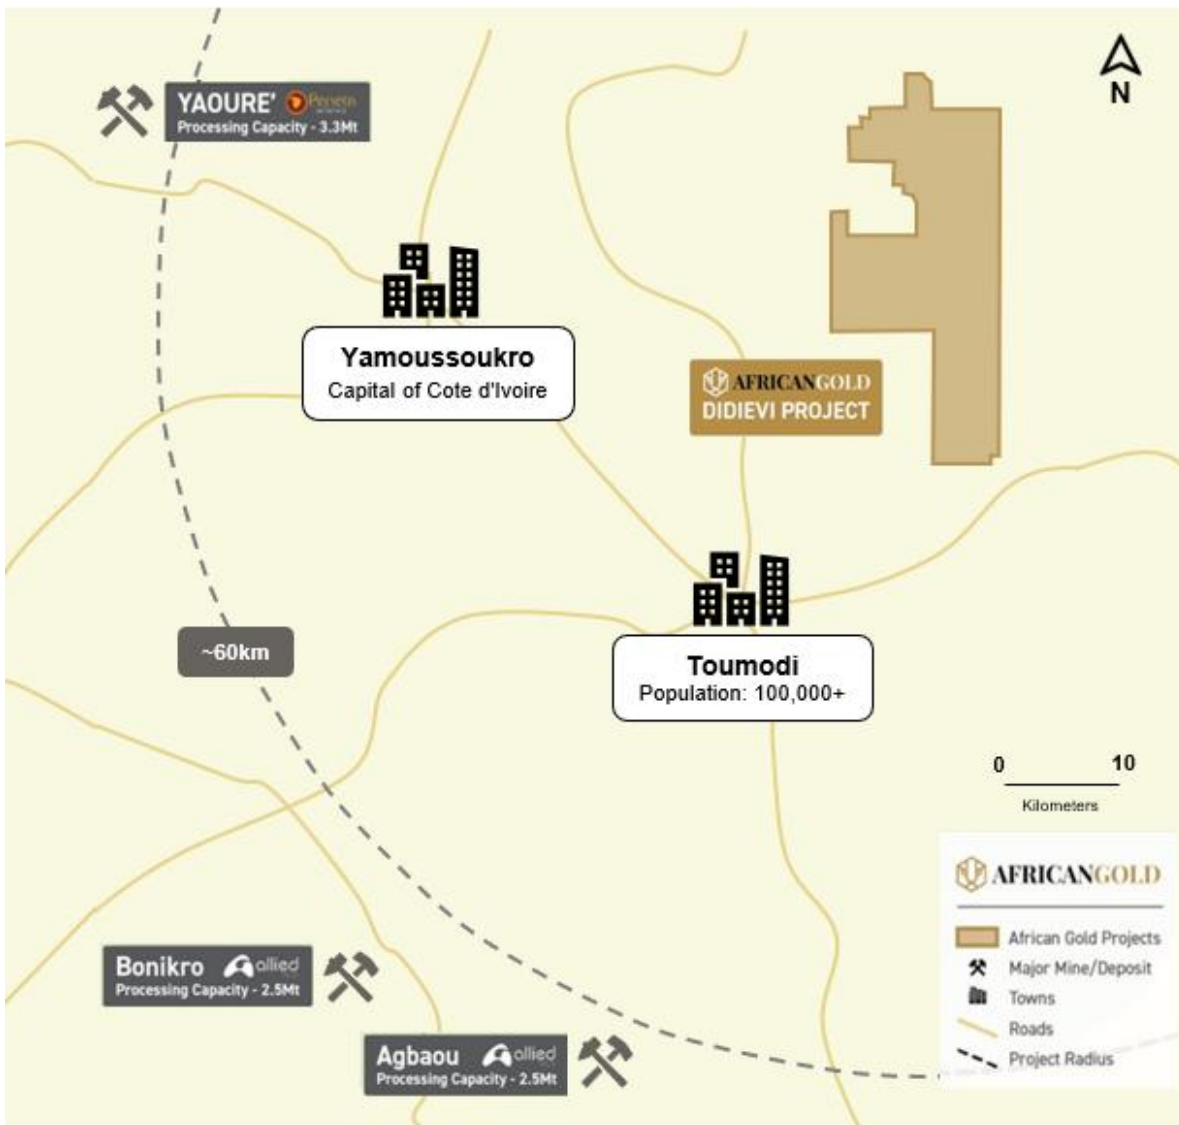 N
YAOURE' Perseus
Processing Capacity - 3.3Mt
Yamoussoukro
Capital of Cote d'Ivoire
AFRICANGOLD
DIDIEVI PROJECT
~60km
Toumodi
Population: 100,000+
0 10
Kilometers
Bonikro allied
Processing Capacity - 2.5Mt
Agbaou allied
Processing Capacity - 2.5Mt
AFRICANGOLD
African Gold Projects
Major Mine/Deposit
Towns
Roads
Project Radius